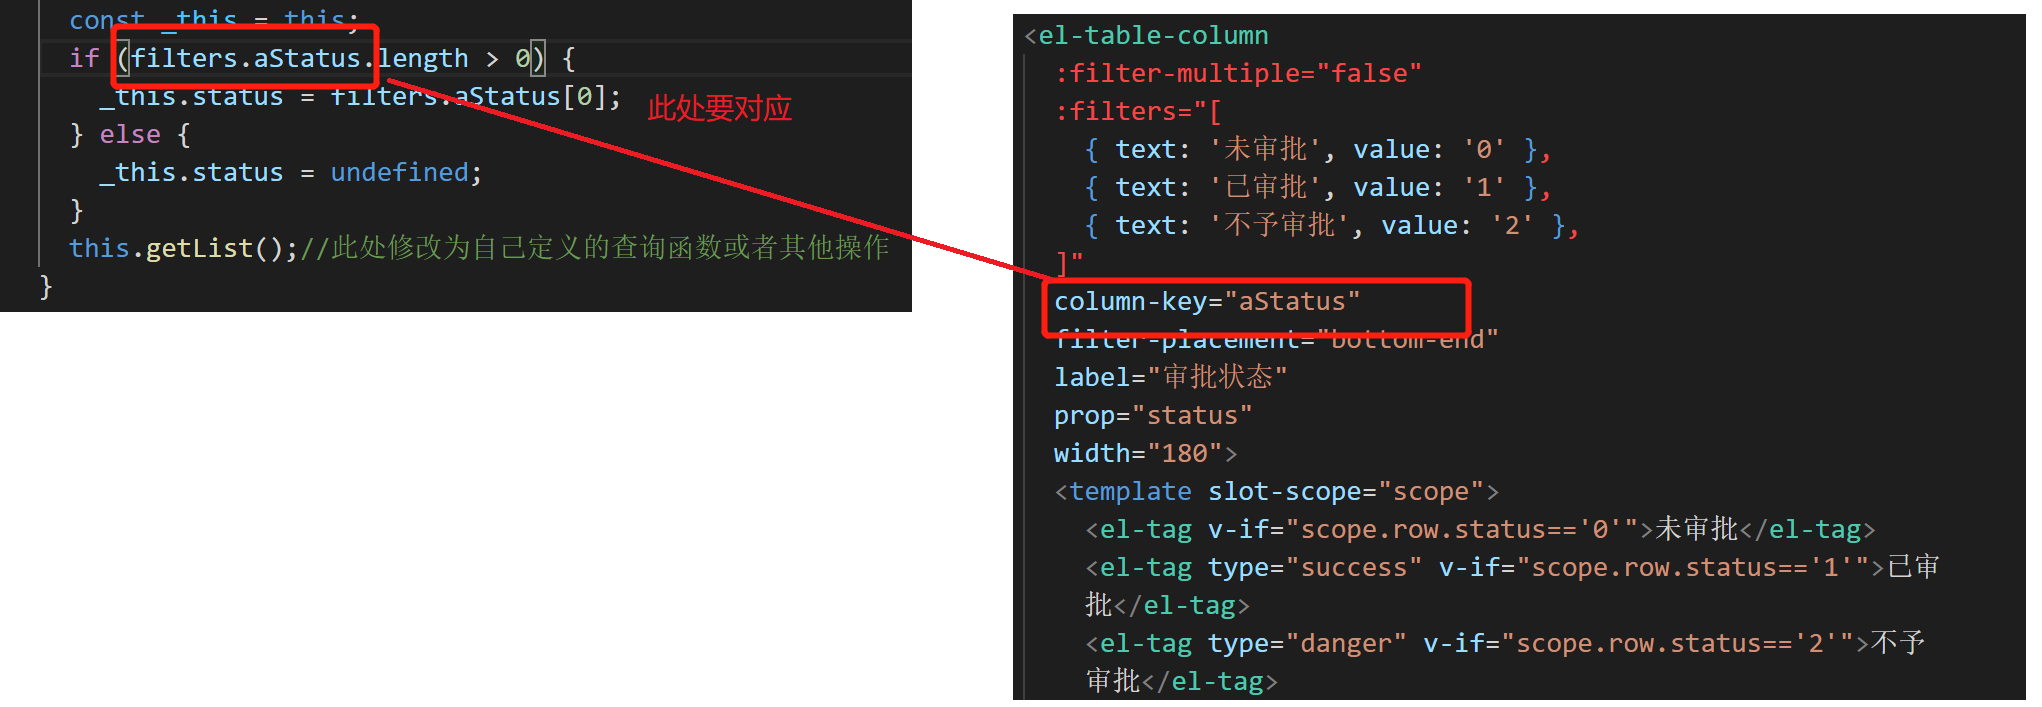 const _this = this;
if (filters.aStatus.length > 0) {
_this.status = filters.aStatus[0];
} else {
_this.status = undefined;
}
this.getList();//此处修改为自己定义的查询函数或者其他操作
}
此处要对应
<el-table-column
:filter-multiple="false"
:filters="[
{ text: '未审批', value: '0' },
{ text: '已审批', value: '1' },
{ text: '不予审批', value: '2' },
]"
column-key="aStatus"
filter-placement="bottom-end"
label="审批状态"
prop="status"
width="180">
<template slot-scope="scope">
<el-tag v-if="scope.row.status=='0'">未审批</el-tag>
<el-tag type="success" v-if="scope.row.status=='1'">已审
批</el-tag>
<el-tag type="danger" v-if="scope.row.status=='2'">不予
审批</el-tag>